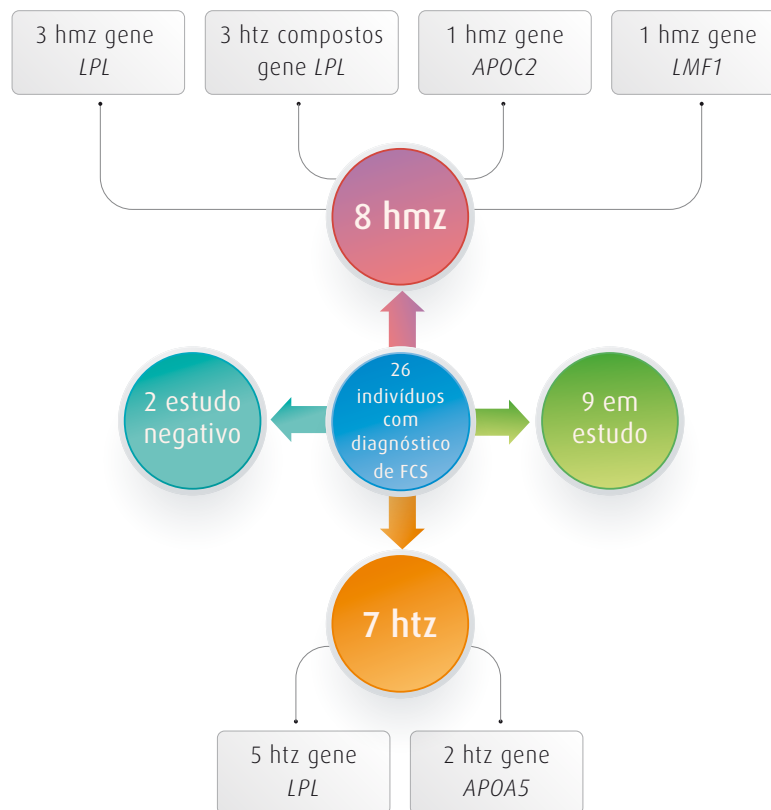 3 hmz gene
LPL
3 htz compostos
gene LPL
1 hmz gene
APOC2
1 hmz gene
LMF1
8 hmz
2 estudo
negativo
26
indivíduos
com
diagnóstico
de FCS
9 em
estudo
7 htz
5 htz gene
LPL
2 htz gene
APOA5